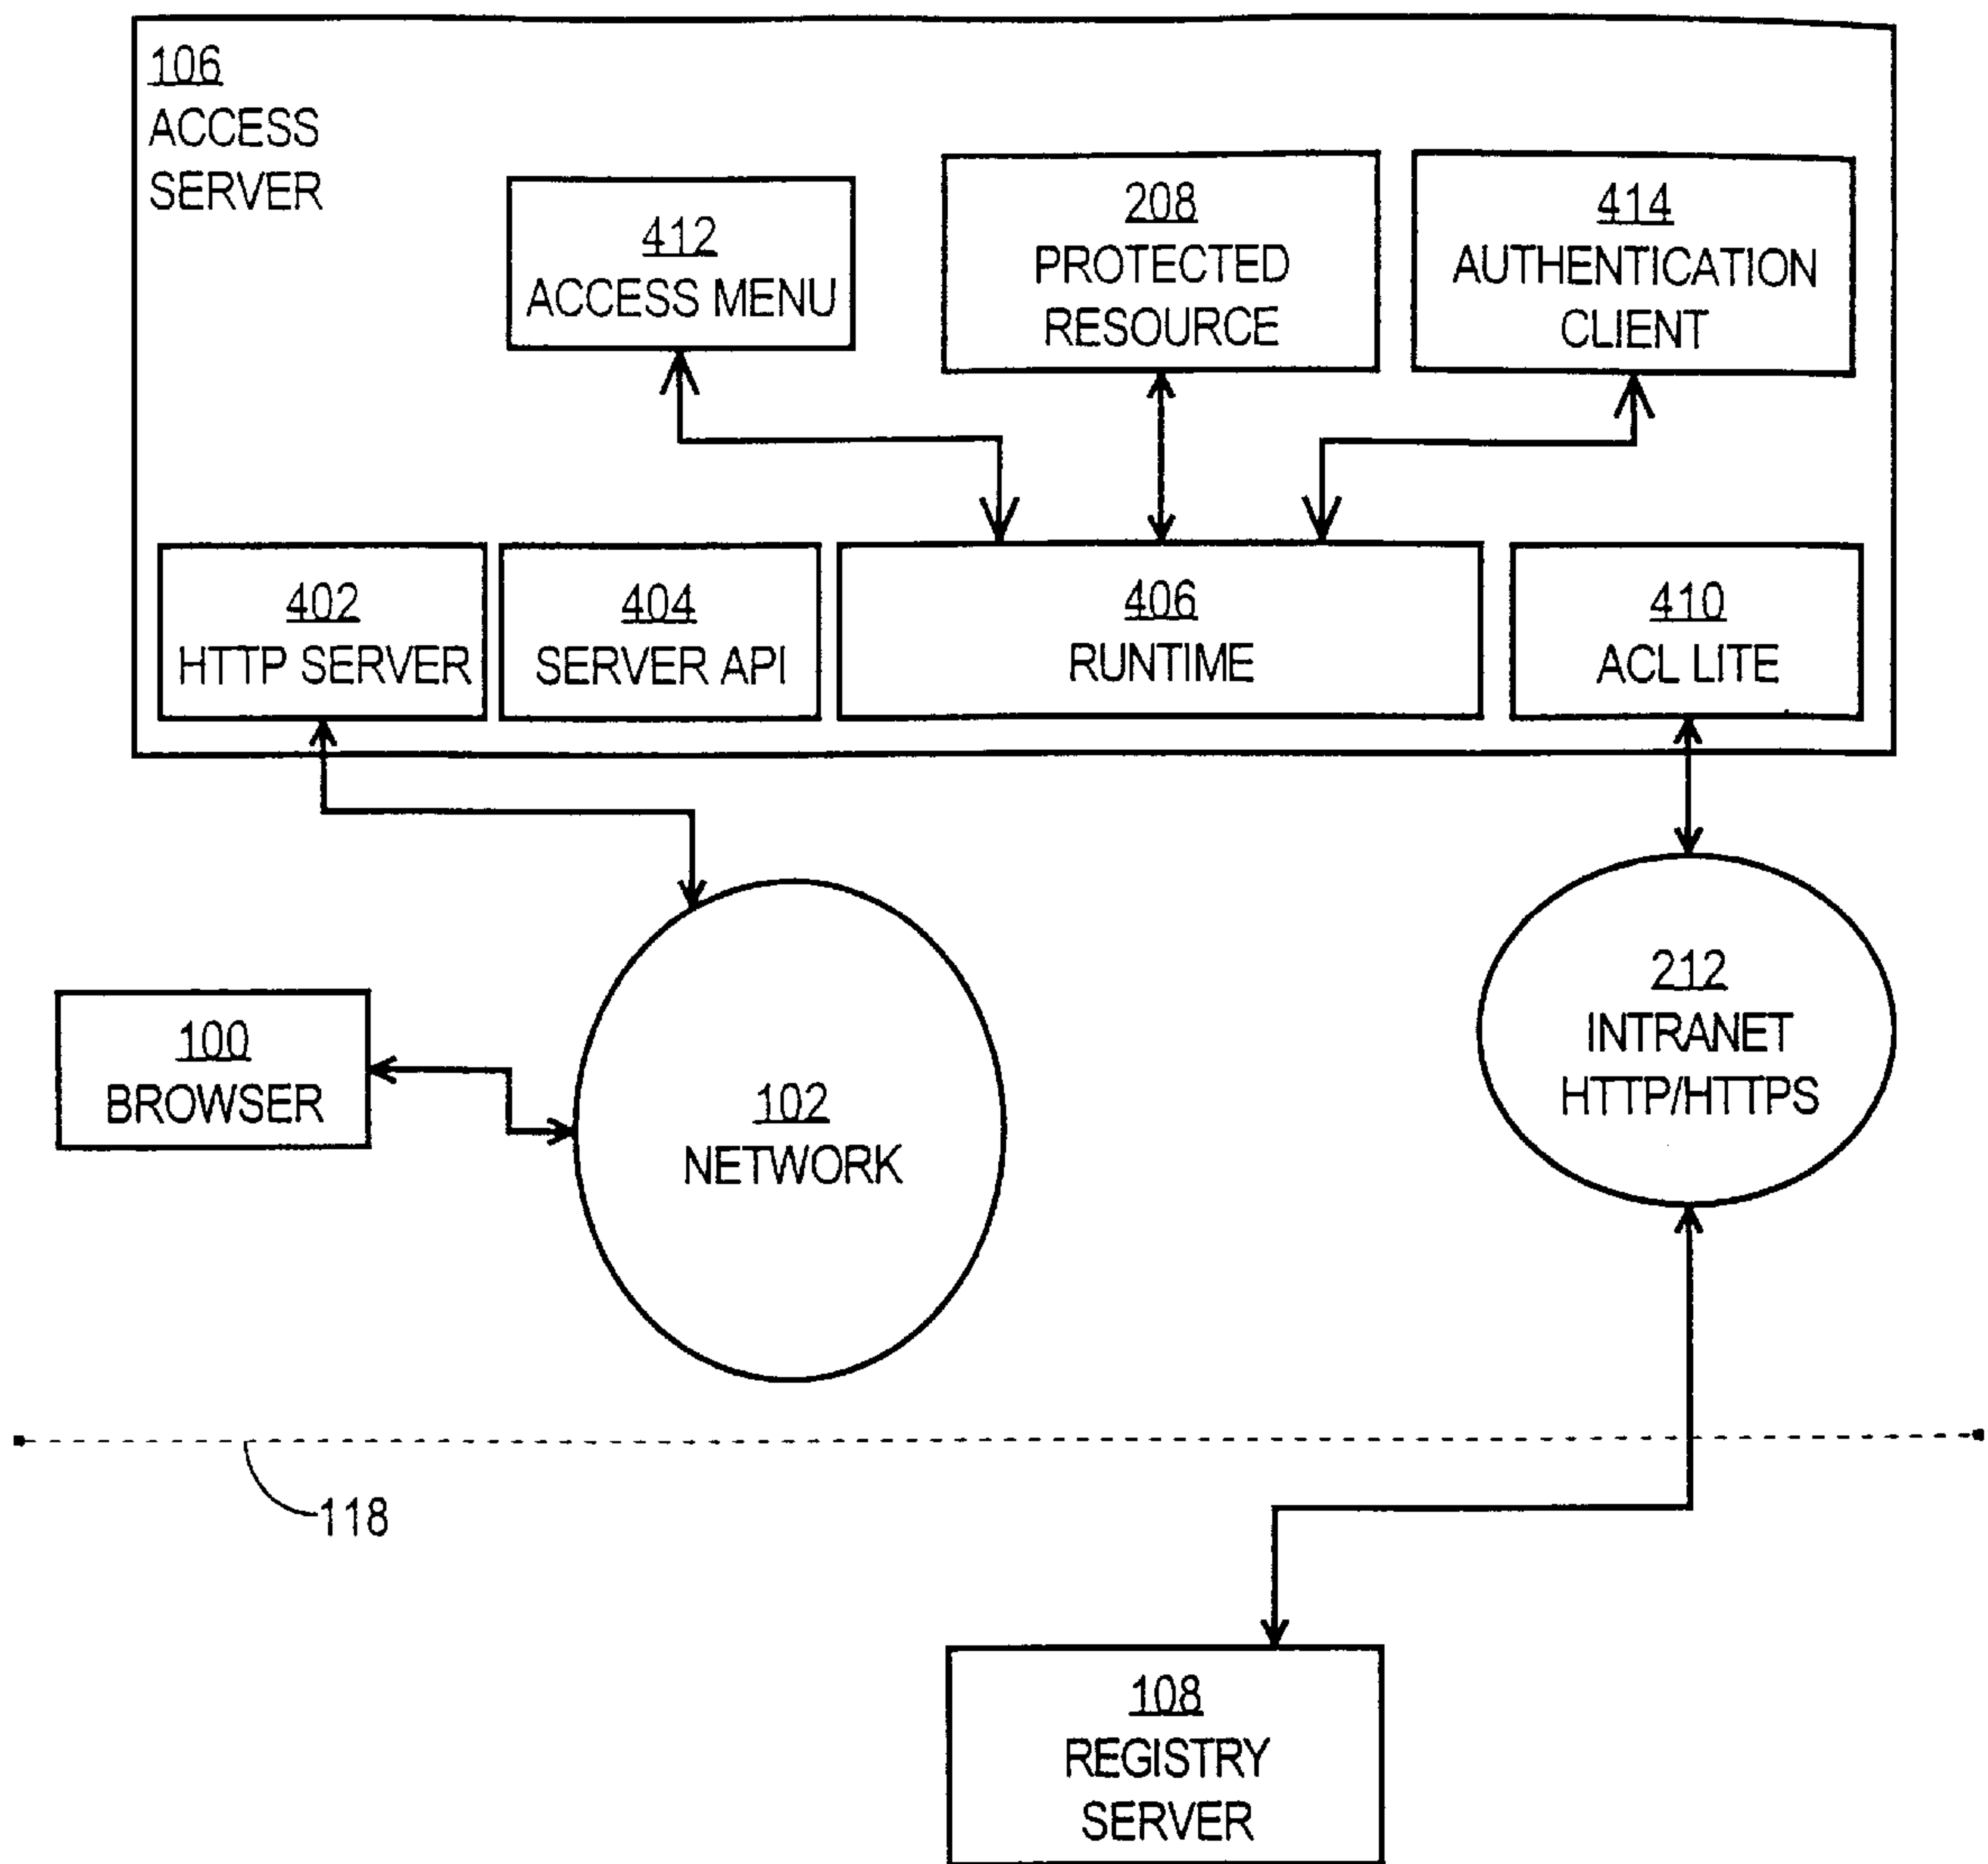 106
ACCESS
SERVER
412
ACCESS MENU
208
PROTECTED
RESOURCE
414
AUTHENTICATION
CLIENT
402
HTTP SERVER
404
SERVER API
406
RUNTIME
410
ACL LITE
100
BROWSER
102
NETWORK
212
INTRANET
HTTP/HTTPS
118
108
REGISTRY
SERVER